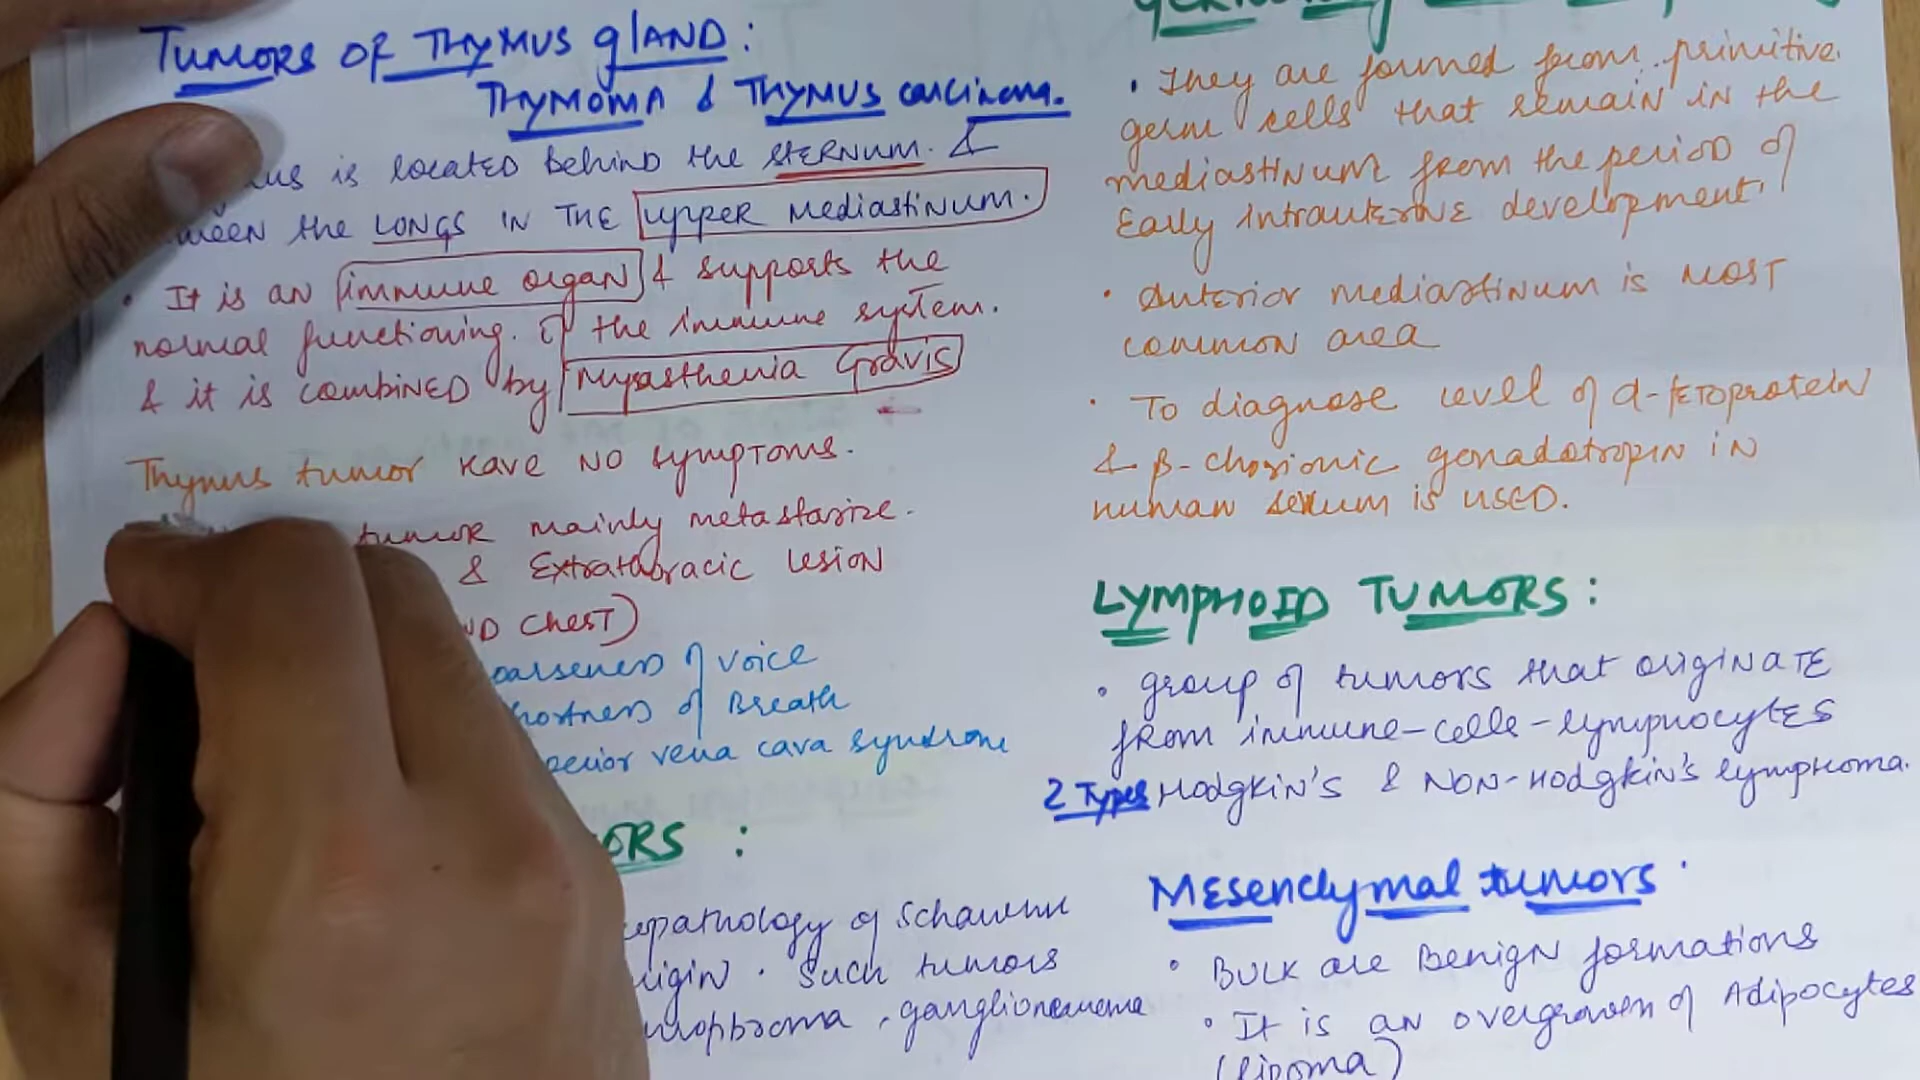 TUMORS OF THYMUS glAND:
THYMOMA & THYMUS carcinoma.
is located behind the STERNUM. &
the LONGS IN THE upper Mediastinum.
• It is an immune organ & supports the
normal functioning. of the immune system.
& it is combined by Myasthenia Gravis
Thymus tumor have NO symptoms.
tumor mainly metastasize.
& Extrathoracic lesion
Chest)
of voice
of Breath
vena cava syndrome
:
of
Such tumors
, ganglioneuroma
• They are formed from primitive
germ cells that remain in the
mediastinum from the period of
Early intrauterine development.
• Anterior mediastinum is most
common area
• To diagnose level of α-fetoprotein
& β-chorionic gonadotropin in
human serum is used.
LYMPHOID TUMORS:
• group of tumors that originate
from immune-cells-lymphocytes
2 Types Hodgkin's & Non-Hodgkin's lymphoma.
Mesenchymal tumors
• BULK are Benign formations
• It is an overgrown of Adipocytes
(lipoma)